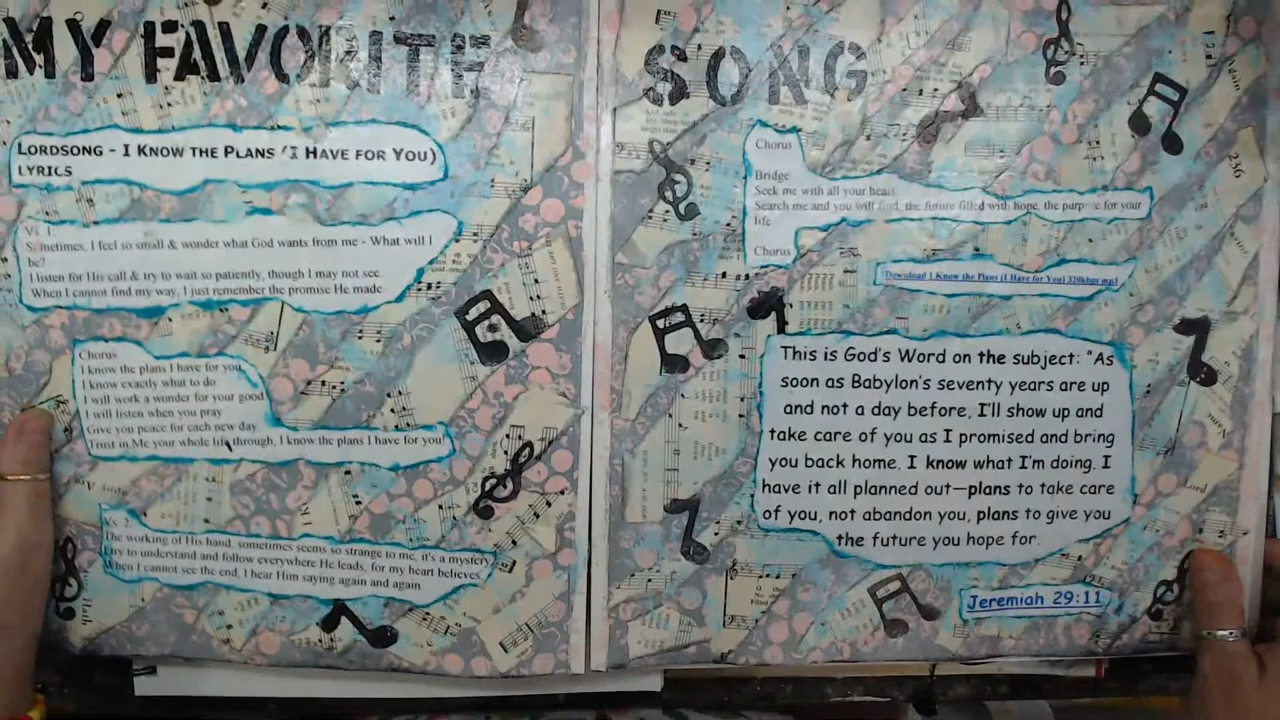 MY FAVORITE
LORDSONG - I KNOW THE PLANS (I HAVE FOR YOU)
LYRICS
Vs. 1
Sometimes, I feel so small & wonder what God wants from me - What will I
be?
I listen for His call & try to wait so patiently, though I may not see
When I cannot find my way, I just remember the promise He made
Chorus
I know the plans I have for you
I know exactly what to do
I will work a wonder for your good
I will listen when you pray
Give you peace for each new day
Trust in Me your whole life through, I know the plans I have for you!
Vs. 2
The working of His hand, sometimes seems so strange to me, it's a mystery
I try to understand and follow everywhere He leads, for my heart believes
When I cannot see the end, I hear Him saying again and again
SONG
Chorus
Bridge
Seek me with all your heart
Search me and you will find, the future filled with hope, the purp e for your
life
Chorus
Download I Know the Plans (I Have for You) 320kbps mp3
This is God's Word on the subject: "As
soon as Babylon's seventy years are up
and not a day before, I'll show up and
take care of you as I promised and bring
you back home. I know what I'm doing. I
have it all planned out—plans to take care
of you, not abandon you, plans to give you
the future you hope for.
Jeremiah 29:11
Again
236
Vamp
Lord